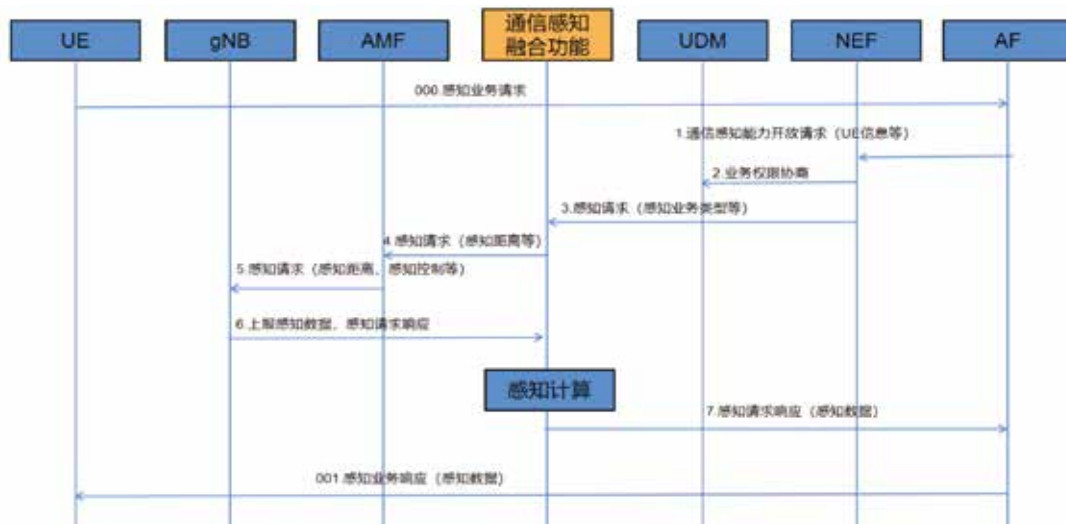 UE
gNB
AMF
通信感知
融合功能
UDM
NEF
AF
000.感知业务请求
1.通信感知能力开放请求（UE信息等）
2.业务权限协商
3.感知请求（感知业务类型等）
4.感知请求（感知距离等）
5.感知请求（感知距离、感知控制等）
6.上报感知数据、感知请求响应
感知计算
7.感知请求响应（感知数据）
001.感知业务响应（感知数据）